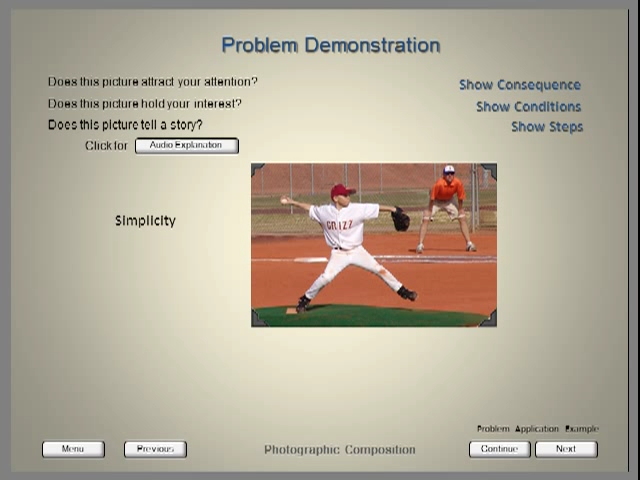 Problem Demonstration
Does this picture attract your attention?
Show Consequence
Does this picture hold your interest?
Show Conditions
Does this picture tell a story?
Show Steps
Click for
Audio Explanation
Simplicity
GRIZZ
Problem Application Example
Menu
Previous
Photographic Composition
Continue
Next